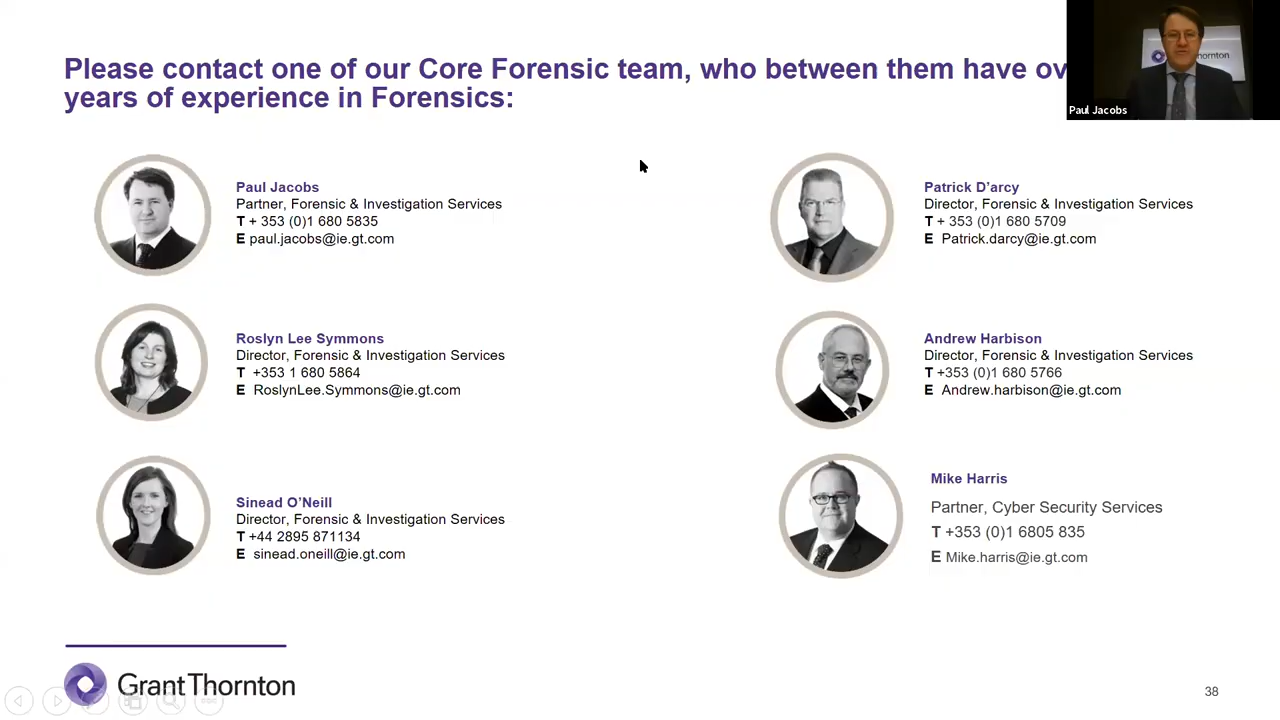 Please contact one of our Core Forensic team, who between them have ov
years of experience in Forensics:
Thornton
Paul Jacobs
Paul Jacobs
Partner, Forensic & Investigation Services
T + 353 (0)1 680 5835
E paul.jacobs@ie.gt.com
Patrick D’arcy
Director, Forensic & Investigation Services
T + 353 (0)1 680 5709
E Patrick.darcy@ie.gt.com
Roslyn Lee Symmons
Director, Forensic & Investigation Services
T +353 1 680 5864
E RoslynLee.Symmons@ie.gt.com
Andrew Harbison
Director, Forensic & Investigation Services
T +353 (0)1 680 5766
E Andrew.harbison@ie.gt.com
Sinead O’Neill
Director, Forensic & Investigation Services
T +44 2895 871134
E sinead.oneill@ie.gt.com
Mike Harris
Partner, Cyber Security Services
T +353 (0)1 6805 835
E Mike.harris@ie.gt.com
Grant Thornton
38